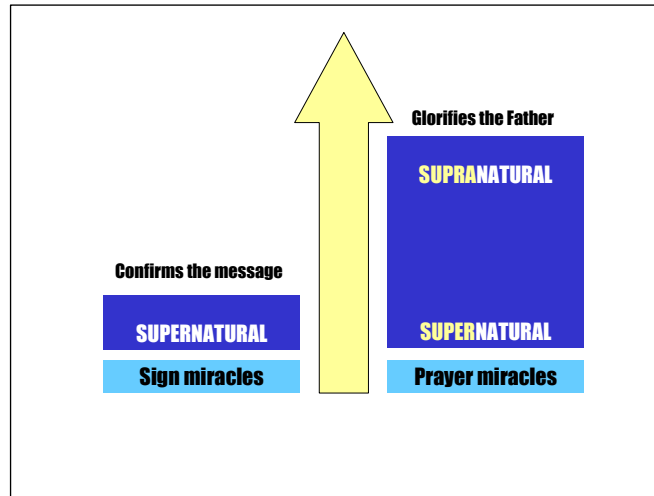 Glorifies the Father
SUPRANATURAL
Confirms the message
SUPERNATURAL
SUPERNATURAL
Sign miracles
Prayer miracles